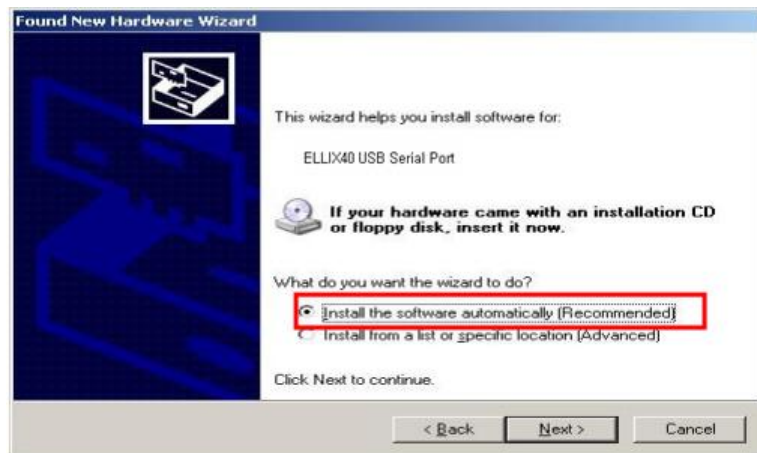 Found New Hardware Wizard
This wizard helps you install software for:
ELLIX40 USB Serial Port
If your hardware came with an installation CD
or floppy disk, insert it now.
What do you want the wizard to do?
Install the software automatically (Recommended)
Install from a list or specific location (Advanced)
Click Next to continue.
< Back
Next >
Cancel